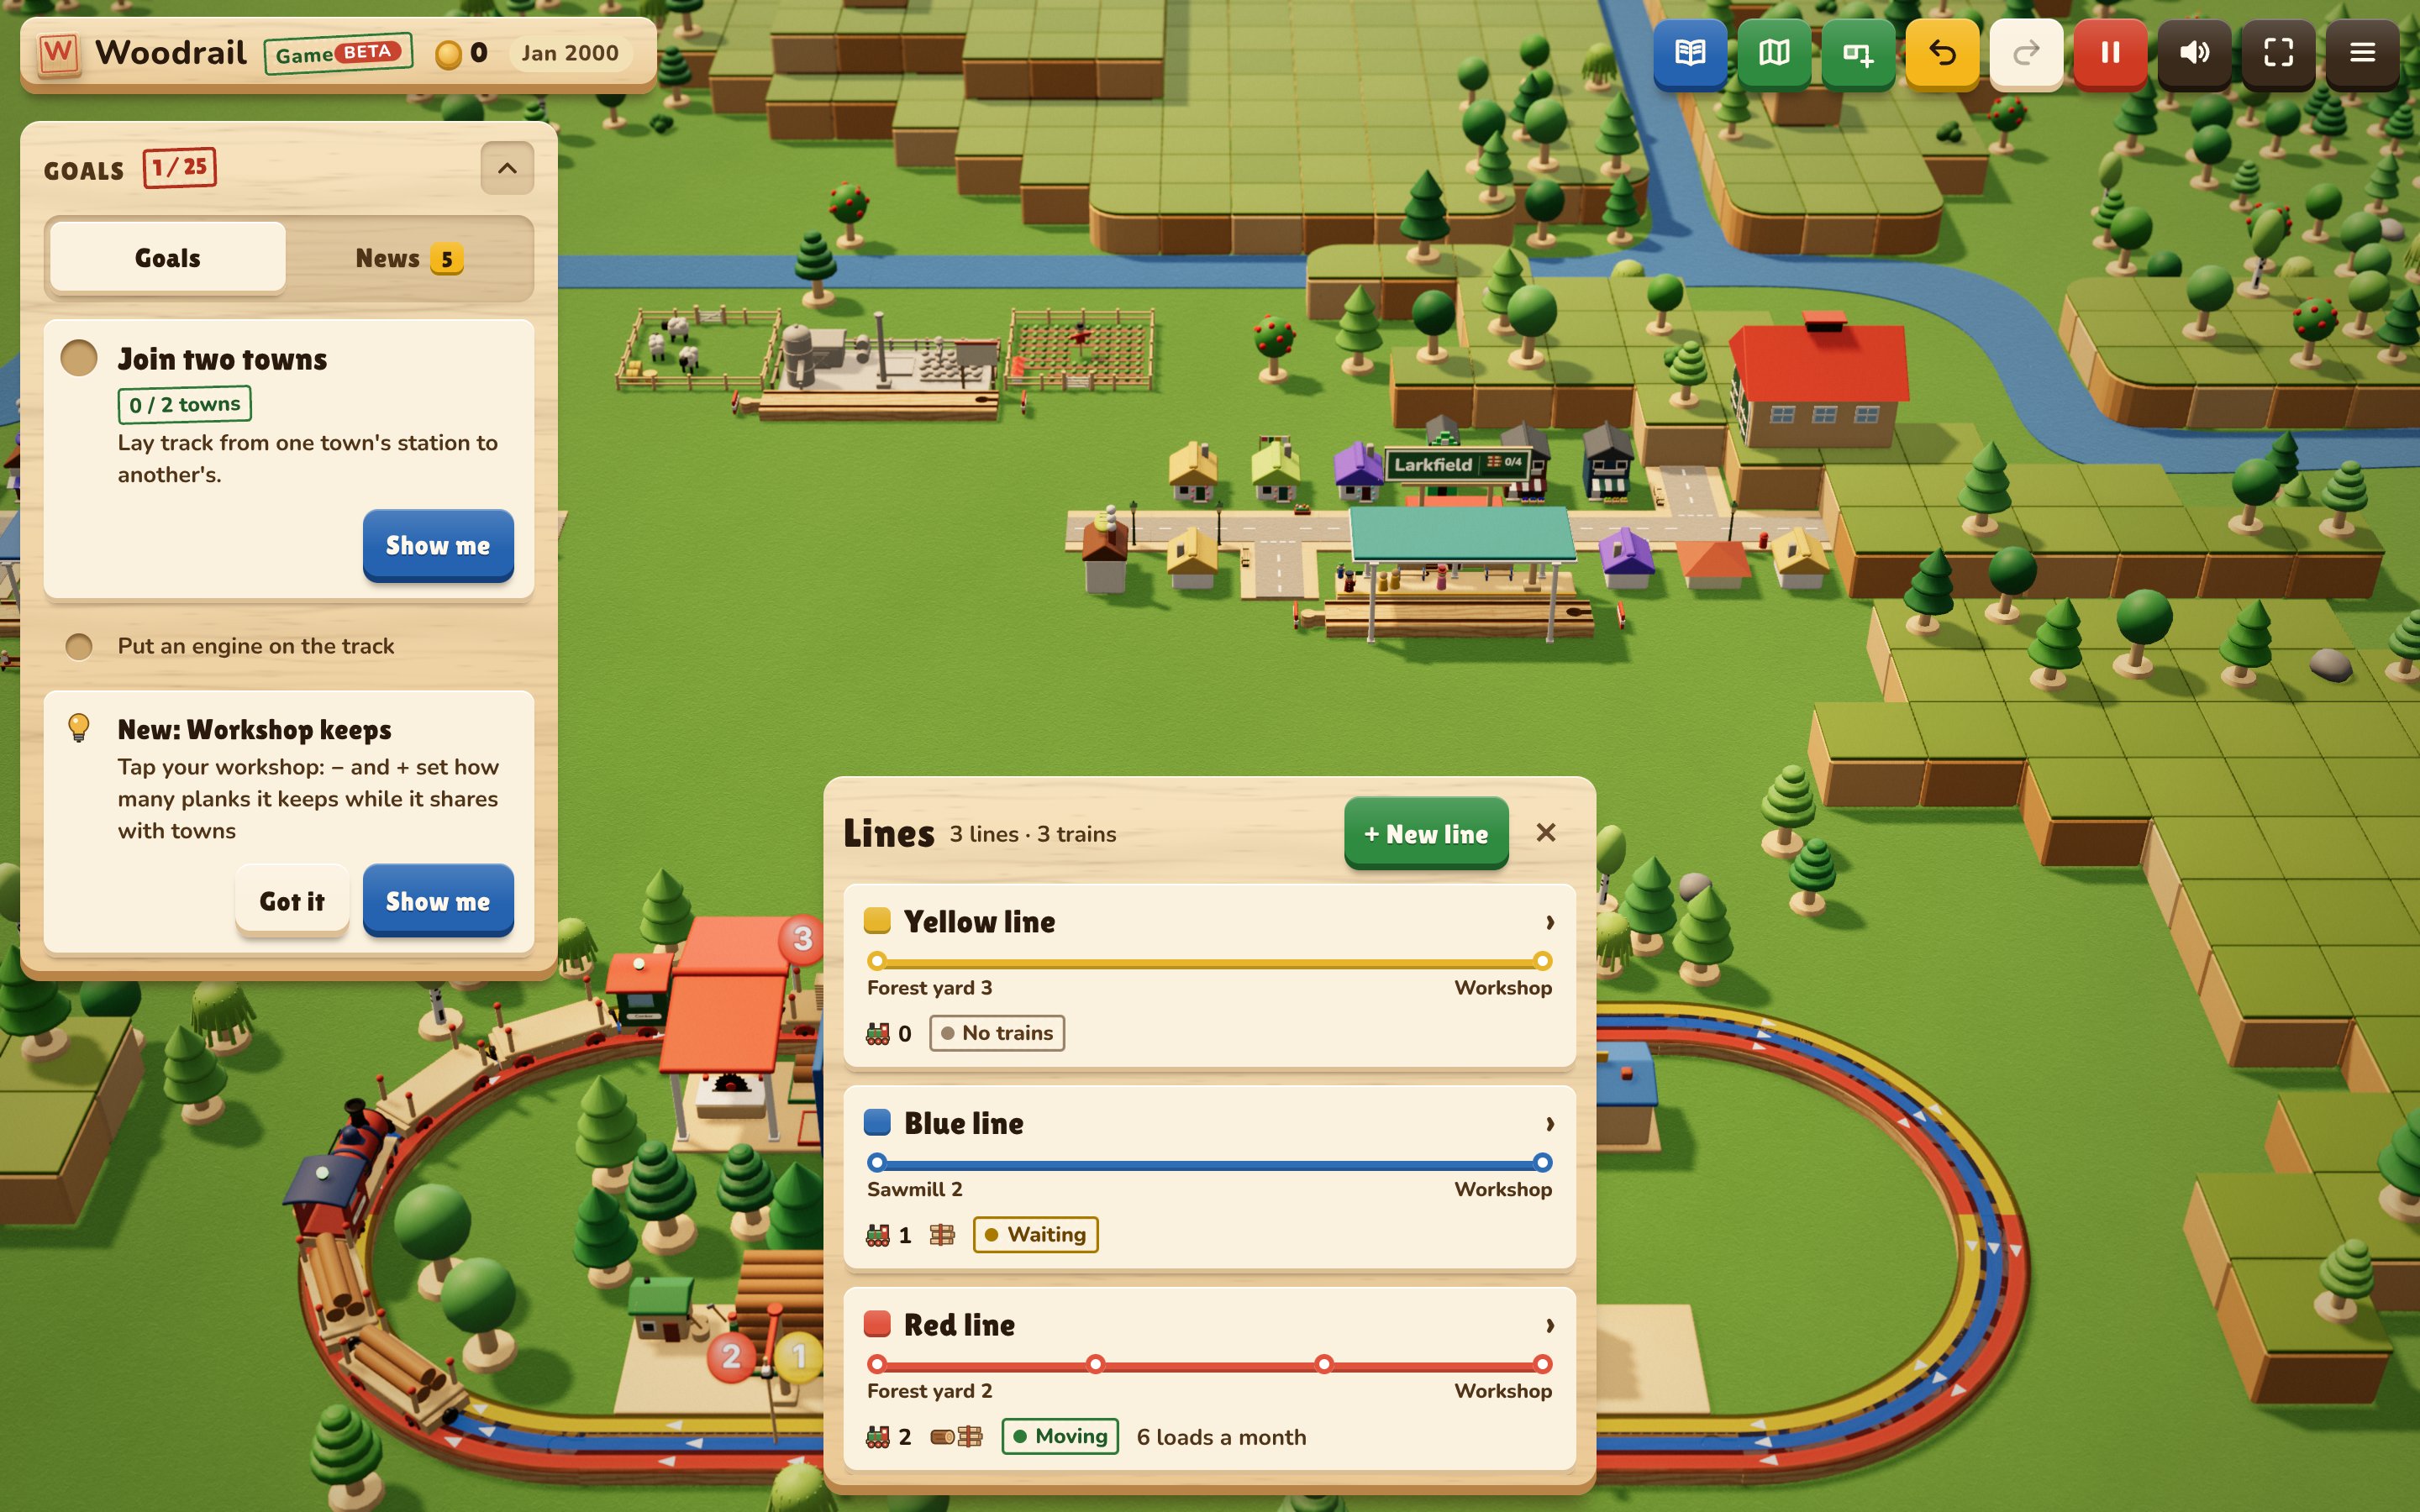 W Woodrail Game BETA 0 Jan 2000
GOALS 1/25
Goals News 5
Join two towns
0 / 2 towns
Lay track from one town's station to
another's.
Show me
Put an engine on the track
New: Workshop keeps
Tap your workshop: – and + set how
many planks it keeps while it shares
with towns
Got it Show me
Larkfield 0/4
3
2 1
Lines 3 lines · 3 trains + New line
Yellow line
Forest yard 3 Workshop
0 No trains
Blue line
Sawmill 2 Workshop
1 Waiting
Red line
Forest yard 2 Workshop
2 Moving 6 loads a month